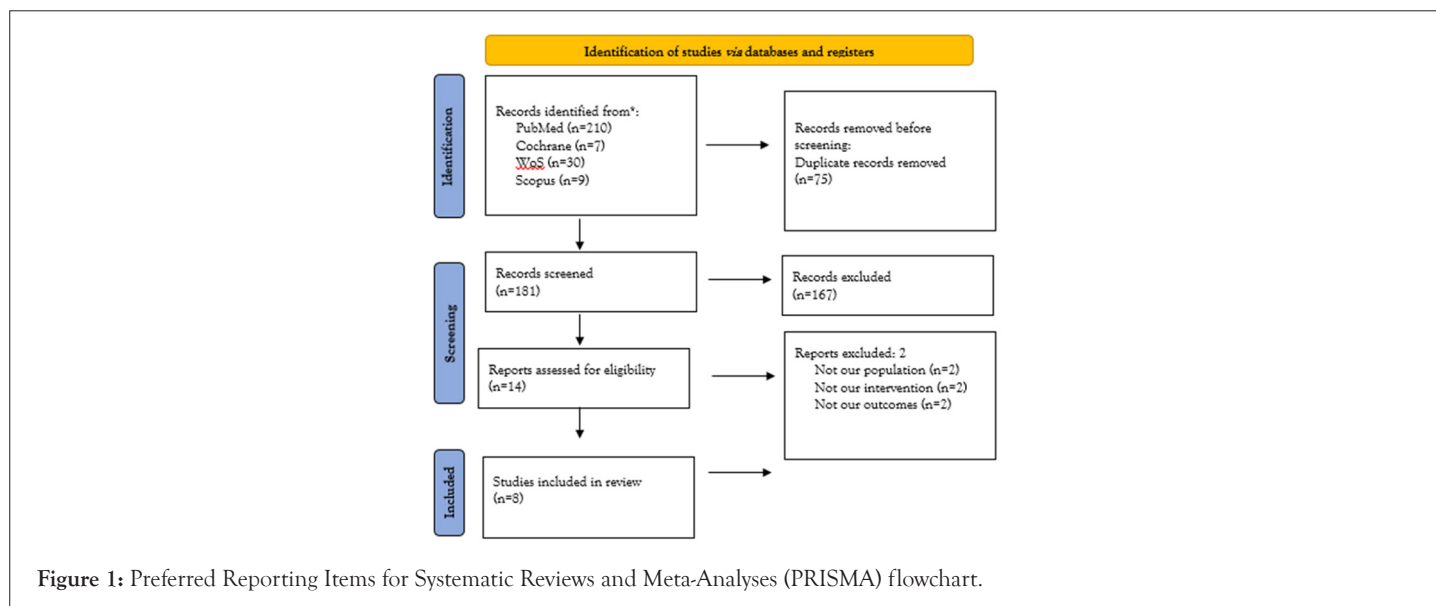 Identification of studies via databases and registers
Identification
Records identified from*:
PubMed (n=210)
Cochrane (n=7)
WoS (n=30)
Scopus (n=9)
Records removed before
screening:
Duplicate records removed
(n=75)
Screening
Records screened
(n=181)
Records excluded
(n=167)
Reports assessed for eligibility
(n=14)
Reports excluded: 2
Not our population (n=2)
Not our intervention (n=2)
Not our outcomes (n=2)
Included
Studies included in review
(n=8)
Figure 1: Preferred Reporting Items for Systematic Reviews and Meta-Analyses (PRISMA) flowchart.